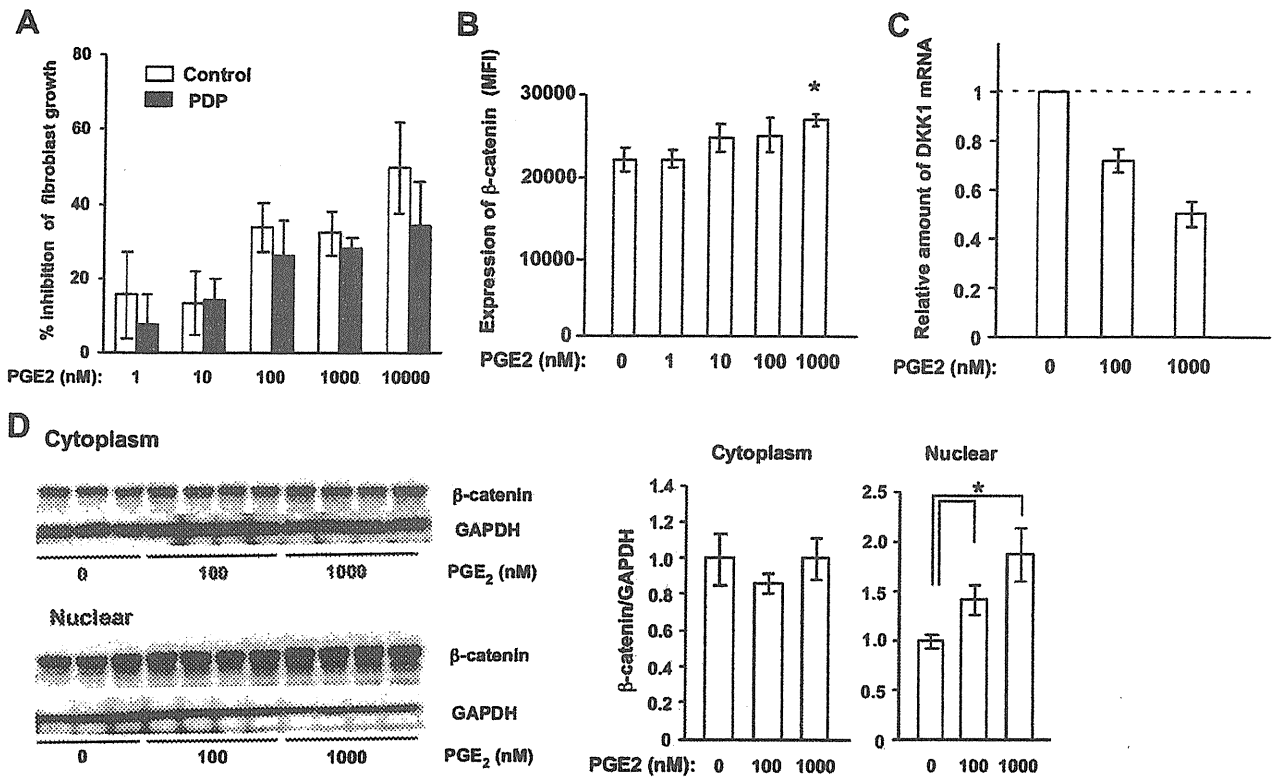 A
% inhibition of fibroblast growth
80
60
40
20
0
Control
PDP
PGE2 (nM): 1 10 100 1000 10000
B
Expression of β-catenin (MFI)
30000
20000
10000
0
*
PGE2 (nM): 0 1 10 100 1000
C
Relative amount of DKK1 mRNA
1
0.8
0.6
0.4
0.2
0
PGE2 (nM): 0 100 1000
D
Cytoplasm
β-catenin
GAPDH
0 100 1000 PGE2 (nM)
Nuclear
β-catenin
GAPDH
0 100 1000 PGE2 (nM)
Cytoplasm
β-catenin/GAPDH
1.4
1.2
1.0
0.8
0.6
0.4
0.2
0
PGE2 (nM): 0 100 1000
Nuclear
2.5
2.0
1.5
1.0
0.5
0
*
0 100 1000